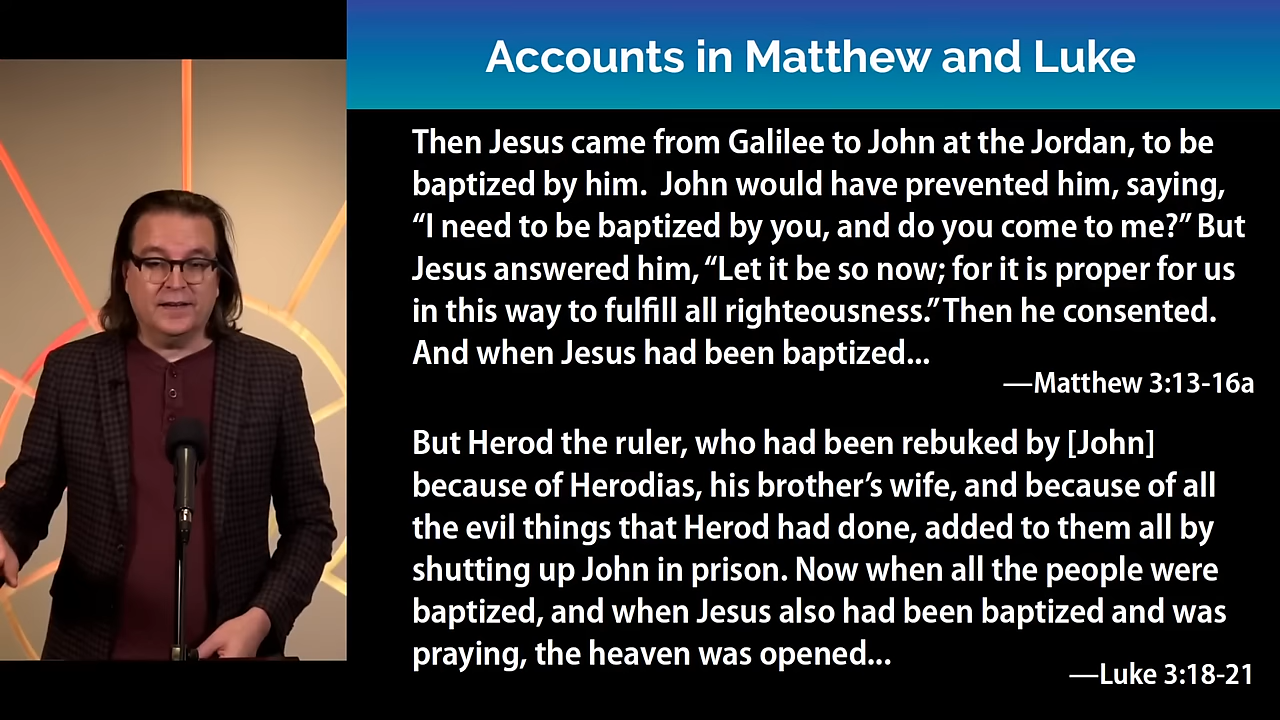 Accounts in Matthew and Luke
Then Jesus came from Galilee to John at the Jordan, to be
baptized by him.  John would have prevented him, saying,
“I need to be baptized by you, and do you come to me?” But
Jesus answered him, “Let it be so now; for it is proper for us
in this way to fulfill all righteousness.” Then he consented.
And when Jesus had been baptized...
—Matthew 3:13-16a
But Herod the ruler, who had been rebuked by [John]
because of Herodias, his brother’s wife, and because of all
the evil things that Herod had done, added to them all by
shutting up John in prison. Now when all the people were
baptized, and when Jesus also had been baptized and was
praying, the heaven was opened...
—Luke 3:18-21